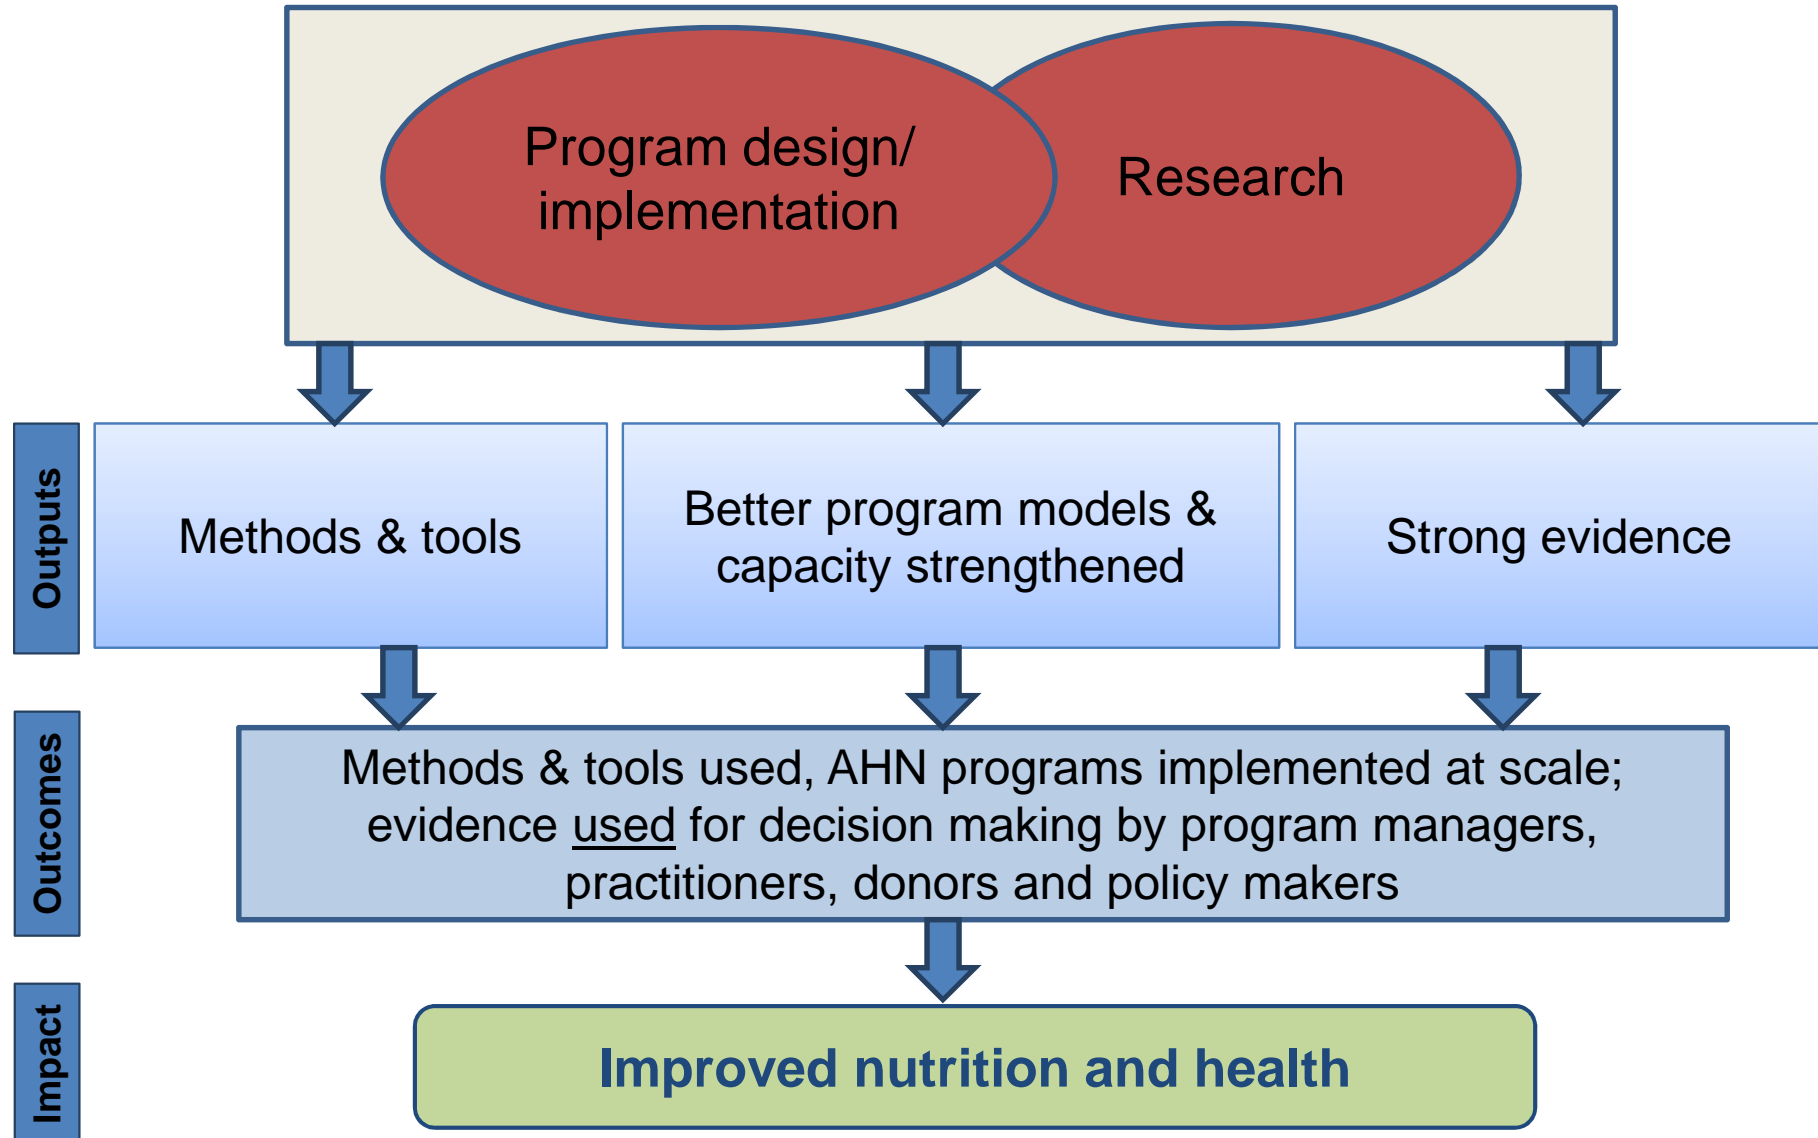 Program design/
implementation
Research
Outputs
Methods & tools
Better program models &
capacity strengthened
Strong evidence
Outcomes
Methods & tools used, AHN programs implemented at scale;
evidence used for decision making by program managers,
practitioners, donors and policy makers
Impact
Improved nutrition and health